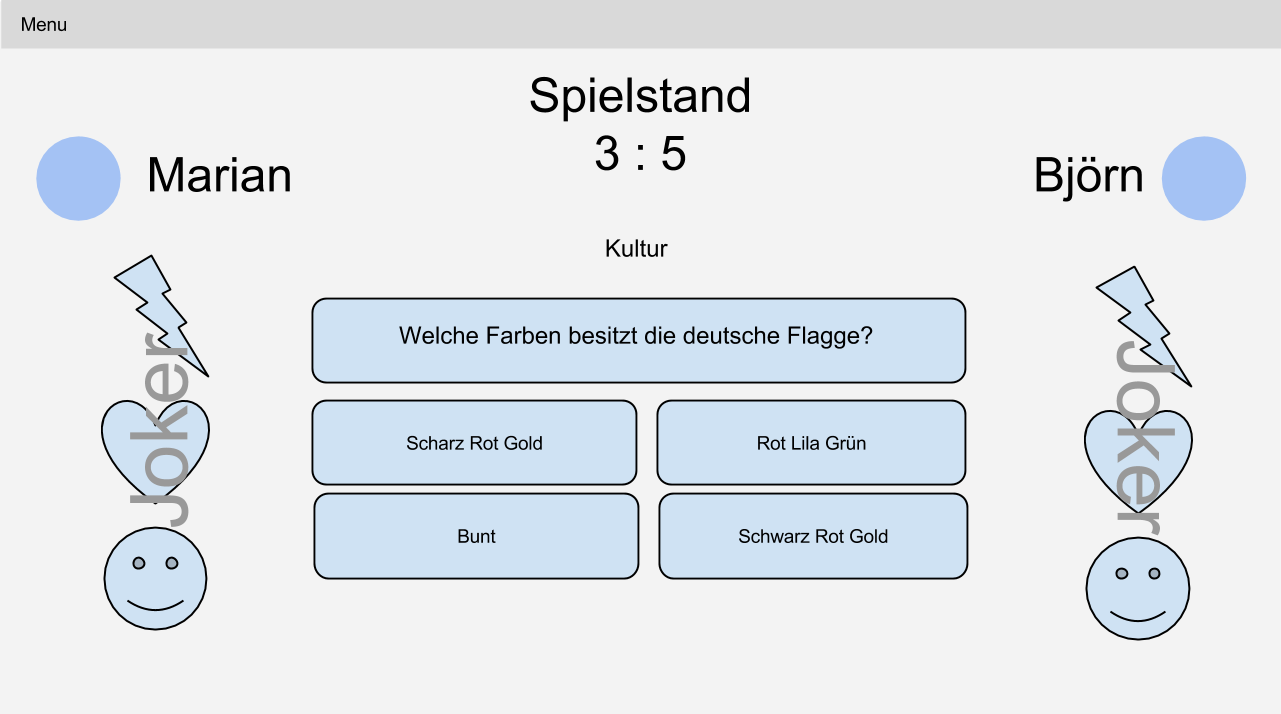 Menu
Spielstand
3 : 5
Marian
Björn
Kultur
Welche Farben besitzt die deutsche Flagge?
Joker
Joker
Scharz Rot Gold
Rot Lila Grün
Bunt
Schwarz Rot Gold